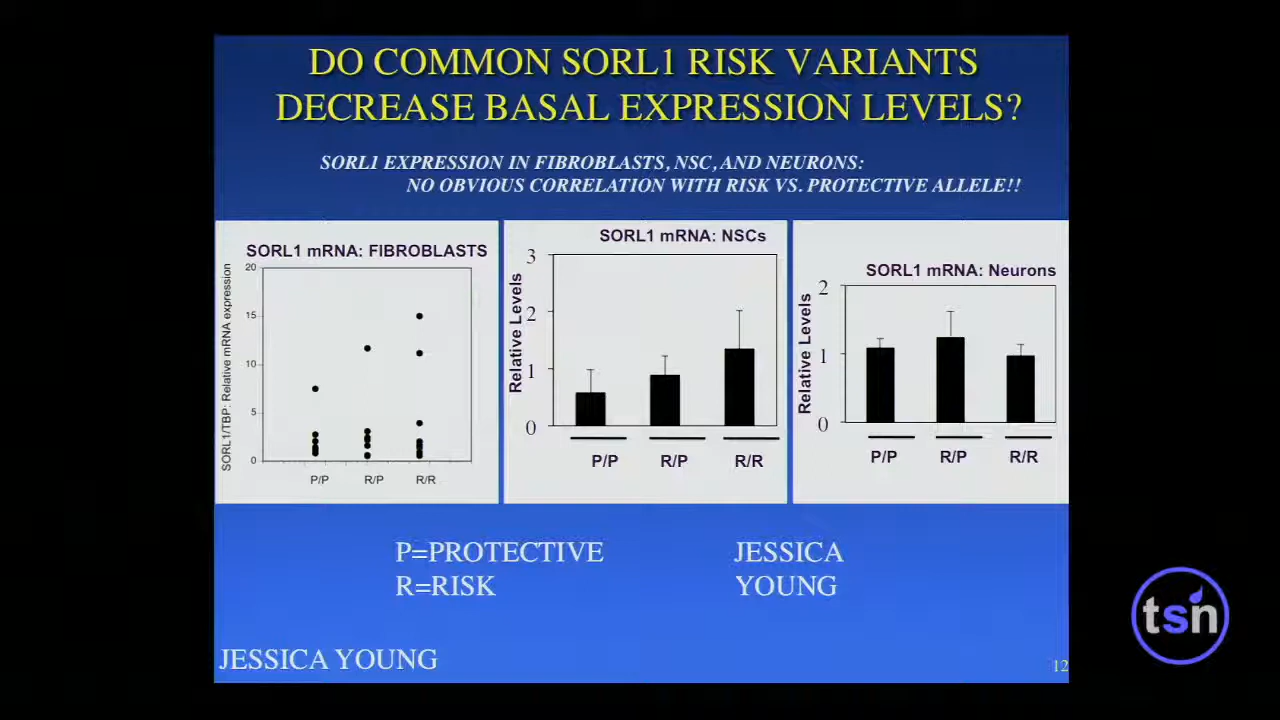 DO COMMON SORL1 RISK VARIANTS
DECREASE BASAL EXPRESSION LEVELS?
SORL1 EXPRESSION IN FIBROBLASTS, NSC, AND NEURONS:
NO OBVIOUS CORRELATION WITH RISK VS. PROTECTIVE ALLELE!!
SORL1 mRNA: FIBROBLASTS
SORL1/TBP: Relative mRNA expression
20
15
10
5
0
P/P R/P R/R
SORL1 mRNA: NSCs
Relative Levels
3
2
1
0
P/P R/P R/R
SORL1 mRNA: Neurons
Relative Levels
2
1
0
P/P R/P R/R
P=PROTECTIVE
R=RISK
JESSICA
YOUNG
JESSICA YOUNG
12
tsn